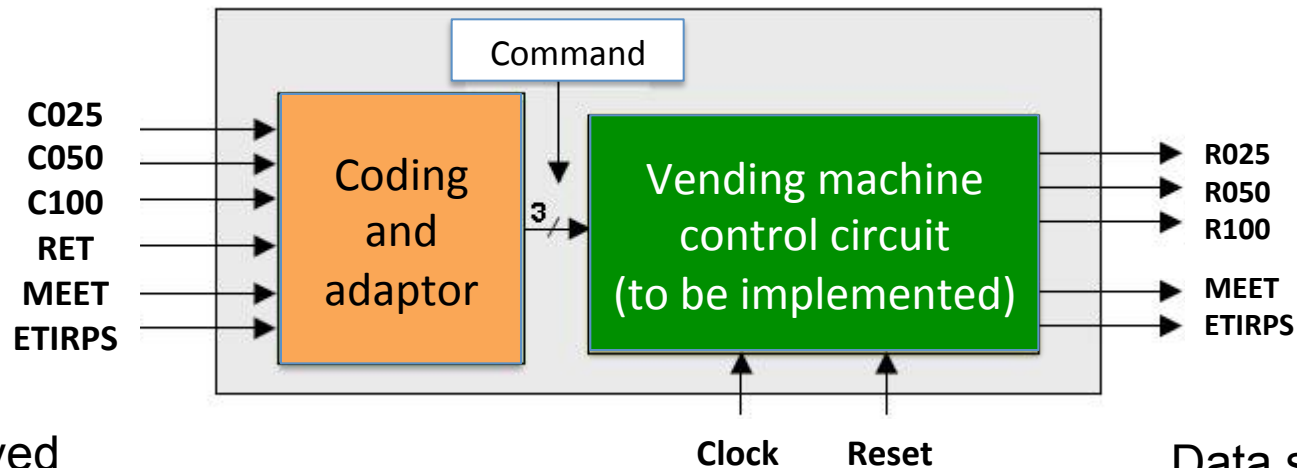 Command
C025
C050
C100
RET
MEET
ETIRPS
Coding
and
adaptor
3
Vending machine
control circuit
(to be implemented)
R025
R050
R100
MEET
ETIRPS
Clock
Reset
Data s